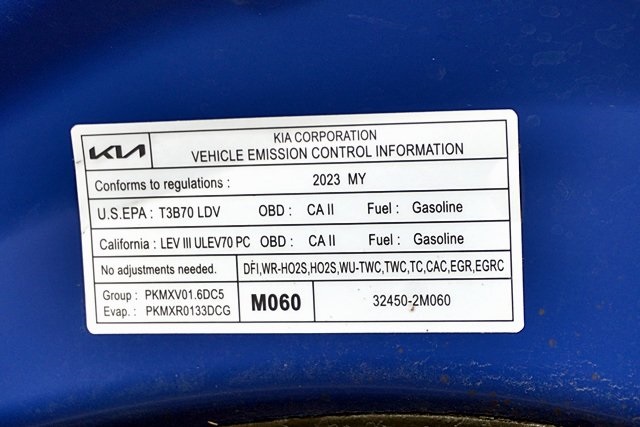 KIA
KIA CORPORATION
VEHICLE EMISSION CONTROL INFORMATION
Conforms to regulations : 2023 MY
U.S.EPA : T3B70 LDV OBD : CA II Fuel : Gasoline
California : LEV III ULEV70 PC OBD : CA II Fuel : Gasoline
No adjustments needed. DFI,WR-HO2S,HO2S,WU-TWC,TWC,TC,CAC,EGR,EGRC
Group : PKMXV01.6DC5
Evap. : PKMXR0133DCG
M060
32450-2M060